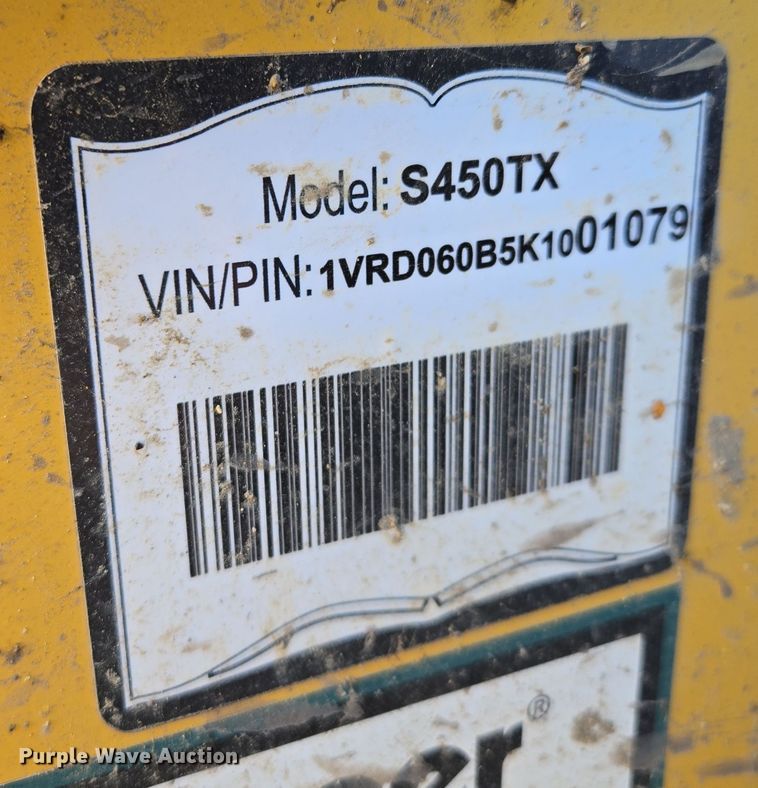 Model: S450TX
VIN/PIN: 1VRD060B5K1001079
®
Purple Wave Auction